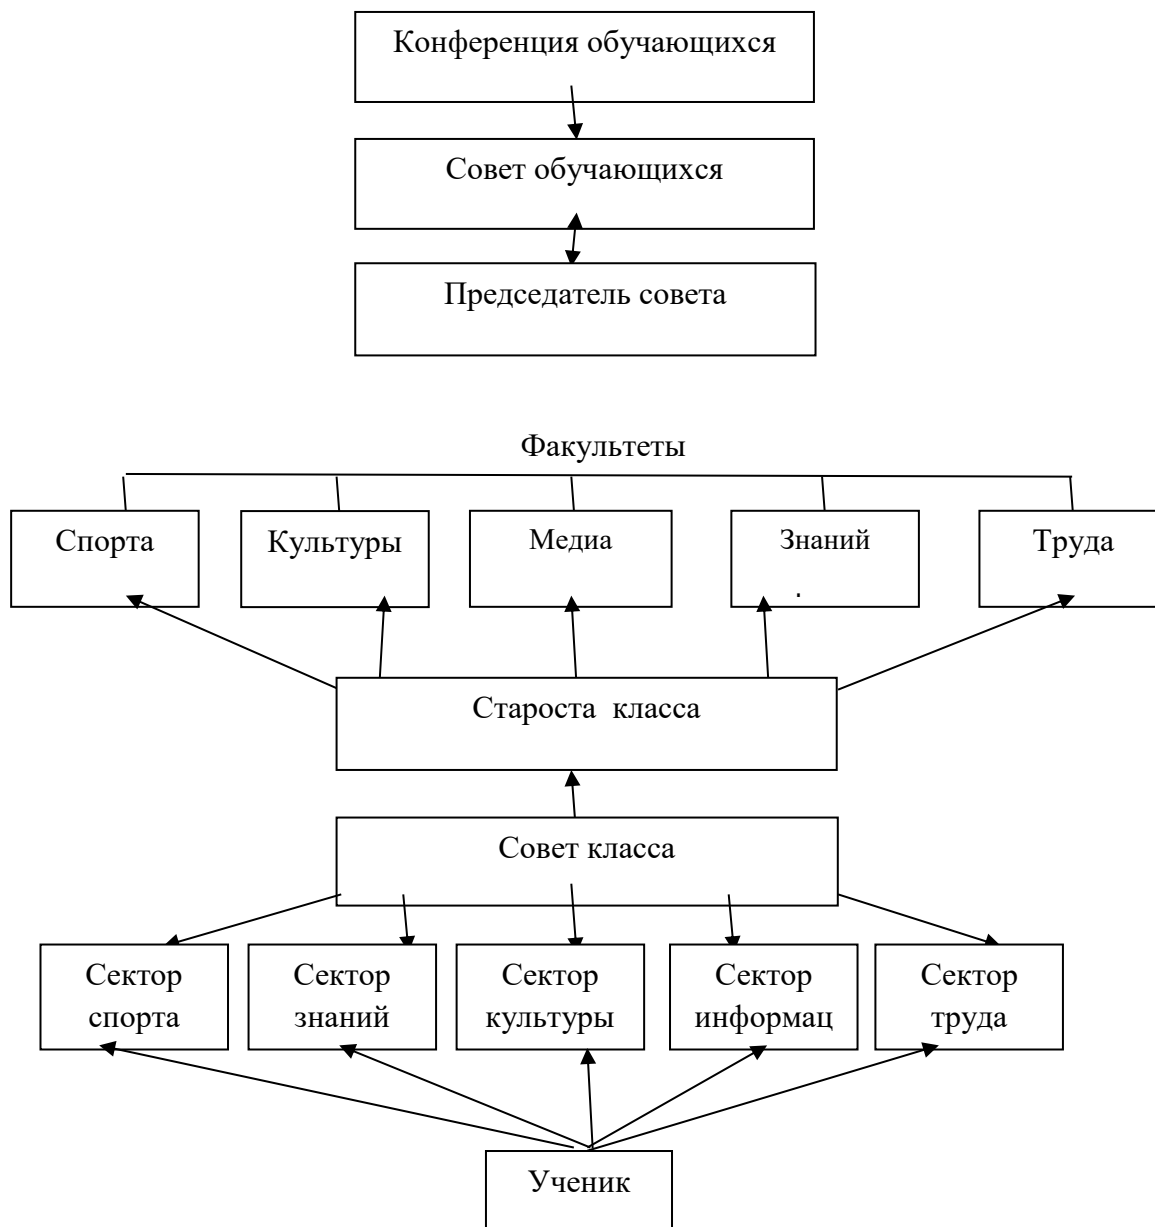 Конференция обучающихся
Совет обучающихся
Председатель совета
Факультеты
Спорта
Культуры
Медиа
Знаний
.
Труда
Староста класса
Совет класса
Сектор
спорта
Сектор
знаний
Сектор
культуры
Сектор
информац
Сектор
труда
Ученик